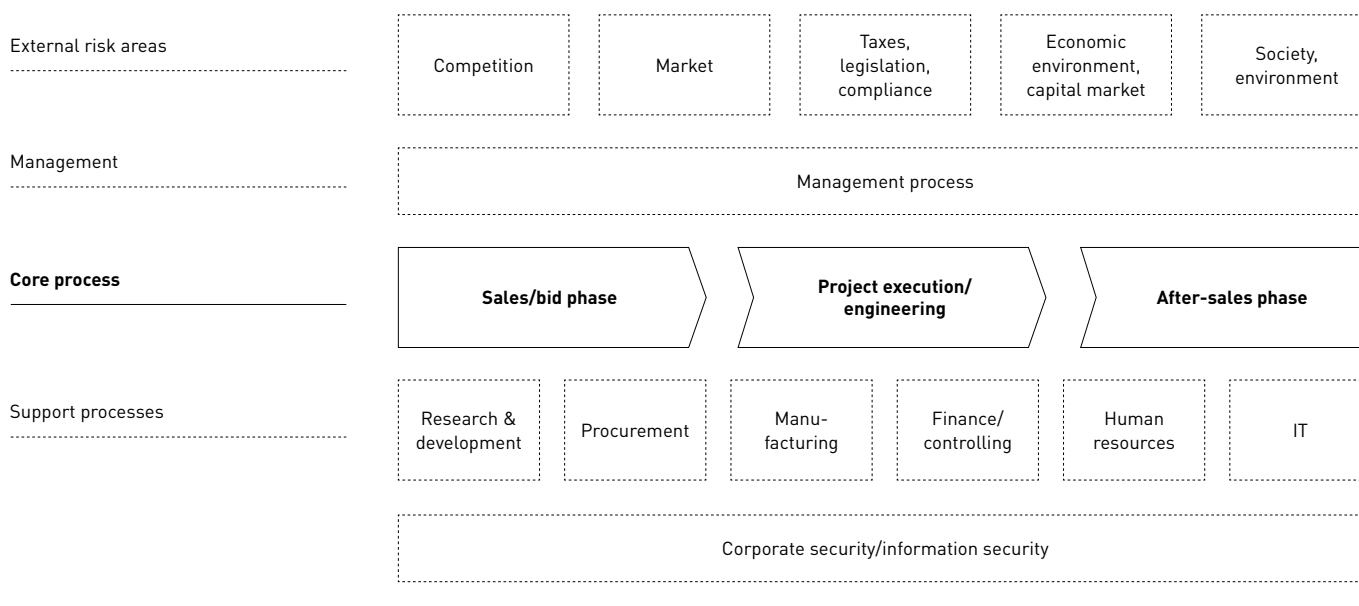 External risk areas
Competition
Market
Taxes,
legislation,
compliance
Economic
environment,
capital market
Society,
environment
Management
Management process
Core process
Sales/bid phase
Project execution/
engineering
After-sales phase
Support processes
Research &
development
Procurement
Manu-
facturing
Finance/
controlling
Human
resources
IT
Corporate security/information security